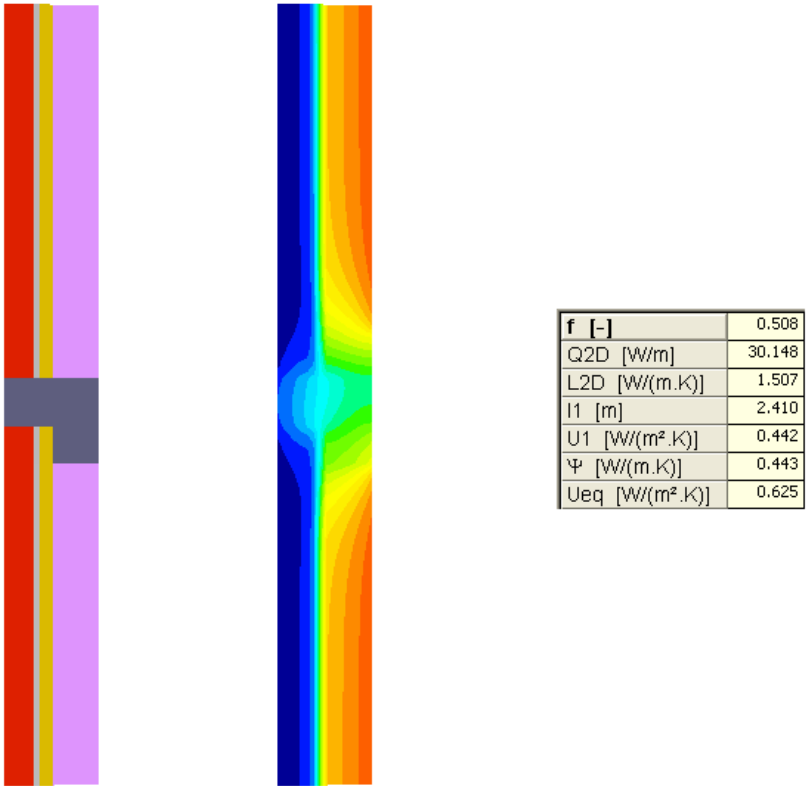 f [-] 0.508
Q2D [W/m] 30.148
L2D [W/(m.K)] 1.507
l1 [m] 2.410
U1 [W/(m².K)] 0.442
Ψ [W/(m.K)] 0.443
Ueq [W/(m².K)] 0.625